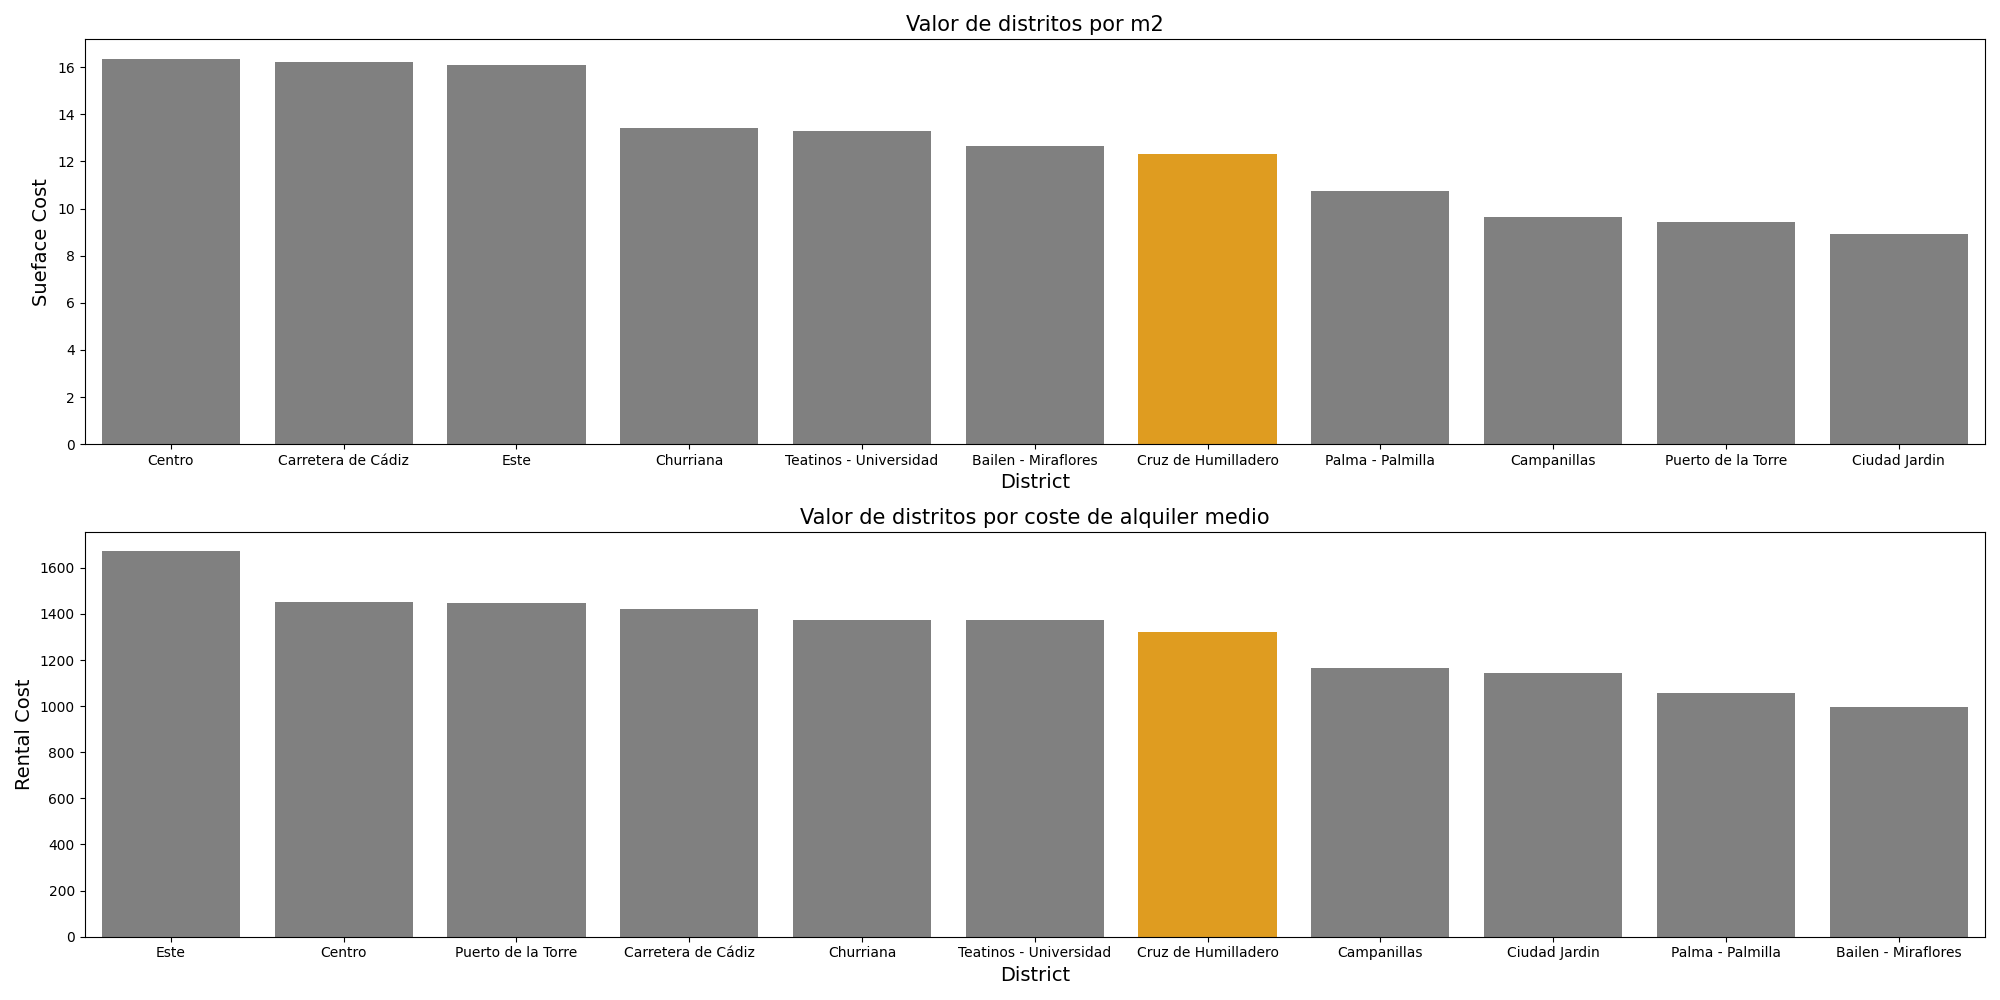 Valor de distritos por m2
Sueface Cost
16
14
12
10
8
6
4
2
0
Centro Carretera de Cádiz Este Churriana Teatinos - Universidad Bailen - Miraflores Cruz de Humilladero Palma - Palmilla Campanillas Puerto de la Torre Ciudad Jardin
District
Valor de distritos por coste de alquiler medio
Rental Cost
1600
1400
1200
1000
800
600
400
200
0
Este Centro Puerto de la Torre Carretera de Cádiz Churriana Teatinos - Universidad Cruz de Humilladero Campanillas Ciudad Jardin Palma - Palmilla Bailen - Miraflores
District